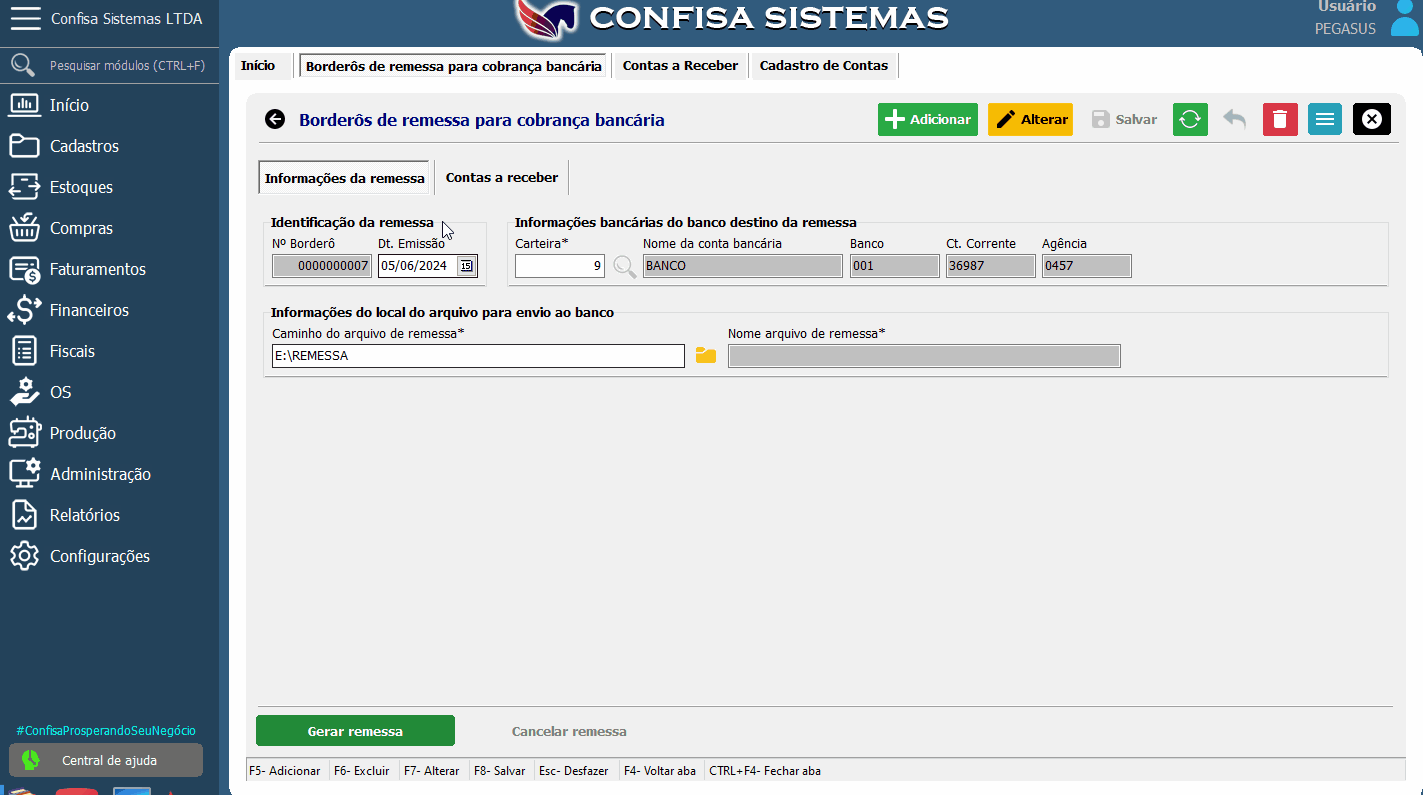 Confisa Sistemas LTDA
CONFISA SISTEMAS
Usuário
PEGASUS
Pesquisar módulos (CTRL+F)
Início
Cadastros
Estoques
Compras
Faturamentos
Financeiros
Fiscais
OS
Produção
Administração
Relatórios
Configurações
#ConfisaProsperandoSeuNegócio
Central de ajuda
Início Borderôs de remessa para cobrança bancária Contas a Receber Cadastro de Contas
Borderôs de remessa para cobrança bancária Adicionar Alterar Salvar
Informações da remessa Contas a receber
Identificação da remessa
Nº Borderô Dt. Emissão
0000000007 05/06/2024 15
Informações bancárias do banco destino da remessa
Carteira* Nome da conta bancária Banco Ct. Corrente Agência
9 BANCO 001 36987 0457
Informações do local do arquivo para envio ao banco
Caminho do arquivo de remessa* Nome arquivo de remessa*
E:\REMESSA
Gerar remessa Cancelar remessa
F5- Adicionar F6- Excluir F7- Alterar F8- Salvar Esc- Desfazer F4- Voltar aba CTRL+F4- Fechar aba